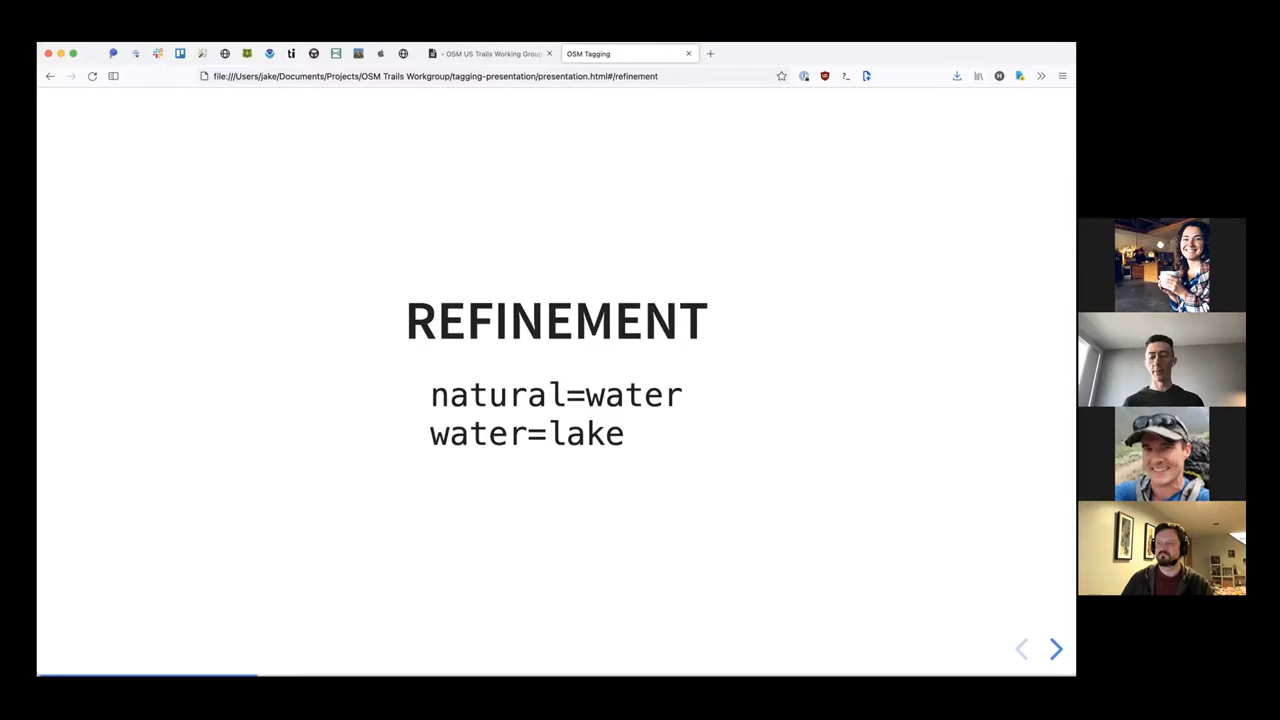 OSM US Trails Working Group
OSM Tagging
file:///Users/jake/Documents/Projects/OSM Trails Workgroup/tagging-presentation/presentation.html#/refinement
REFINEMENT
natural=water
water=lake